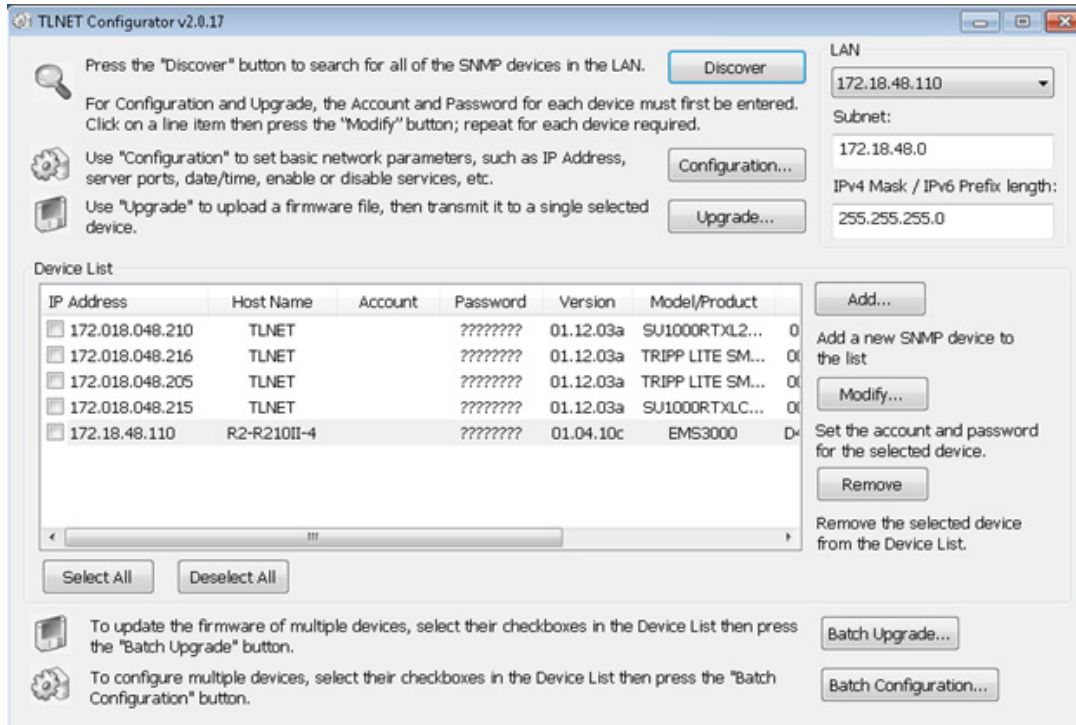 TLNET Configurator v2.0.17
Press the "Discover" button to search for all of the SNMP devices in the LAN.
Discover
For Configuration and Upgrade, the Account and Password for each device must first be entered.
Click on a line item then press the "Modify" button; repeat for each device required.
Use "Configuration" to set basic network parameters, such as IP Address,
server ports, date/time, enable or disable services, etc.
Configuration...
Use "Upgrade" to upload a firmware file, then transmit it to a single selected
device.
Upgrade...
LAN
172.18.48.110
Subnet:
172.18.48.0
IPv4 Mask / IPv6 Prefix length:
255.255.255.0
Device List
IP Address Host Name Account Password Version Model/Product
172.018.048.210 TLNET ???????? 01.12.03a SU1000RTXL2... 0
172.018.048.216 TLNET ???????? 01.12.03a TRIPP LITE SM... 00
172.018.048.205 TLNET ???????? 01.12.03a TRIPP LITE SM... 00
172.018.048.215 TLNET ???????? 01.12.03a SU1000RTXLC... 00
172.18.48.110 R2-R210II-4 ???????? 01.04.10c EMS3000 D4
Add...
Add a new SNMP device to
the list
Modify...
Set the account and password
for the selected device.
Remove
Remove the selected device
from the Device List.
Select All
Deselect All
To update the firmware of multiple devices, select their checkboxes in the Device List then press
the "Batch Upgrade" button.
Batch Upgrade...
To configure multiple devices, select their checkboxes in the Device List then press the "Batch
Configuration" button.
Batch Configuration...